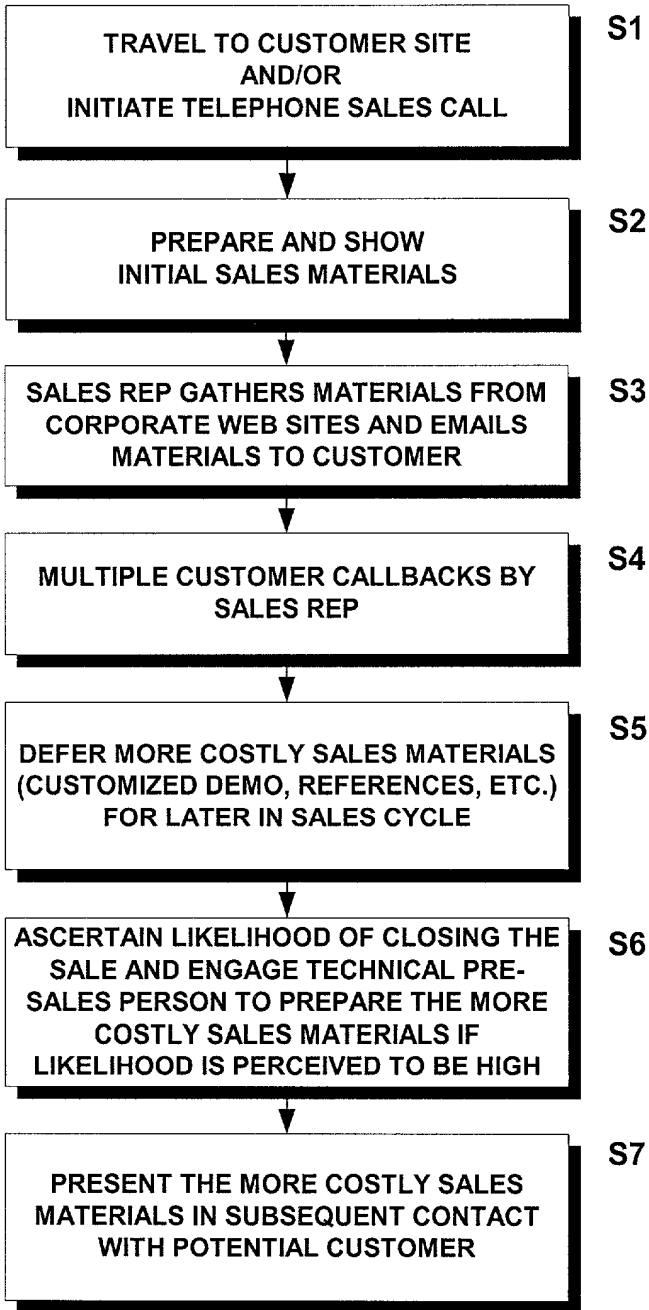 TRAVEL TO CUSTOMER SITE
AND/OR
INITIATE TELEPHONE SALES CALL
S1
PREPARE AND SHOW
INITIAL SALES MATERIALS
S2
SALES REP GATHERS MATERIALS FROM
CORPORATE WEB SITES AND EMAILS
MATERIALS TO CUSTOMER
S3
MULTIPLE CUSTOMER CALLBACKS BY
SALES REP
S4
DEFER MORE COSTLY SALES MATERIALS
(CUSTOMIZED DEMO, REFERENCES, ETC.)
FOR LATER IN SALES CYCLE
S5
ASCERTAIN LIKELIHOOD OF CLOSING THE
SALE AND ENGAGE TECHNICAL PRE-
SALES PERSON TO PREPARE THE MORE
COSTLY SALES MATERIALS IF
LIKELIHOOD IS PERCEIVED TO BE HIGH
S6
PRESENT THE MORE COSTLY SALES
MATERIALS IN SUBSEQUENT CONTACT
WITH POTENTIAL CUSTOMER
S7